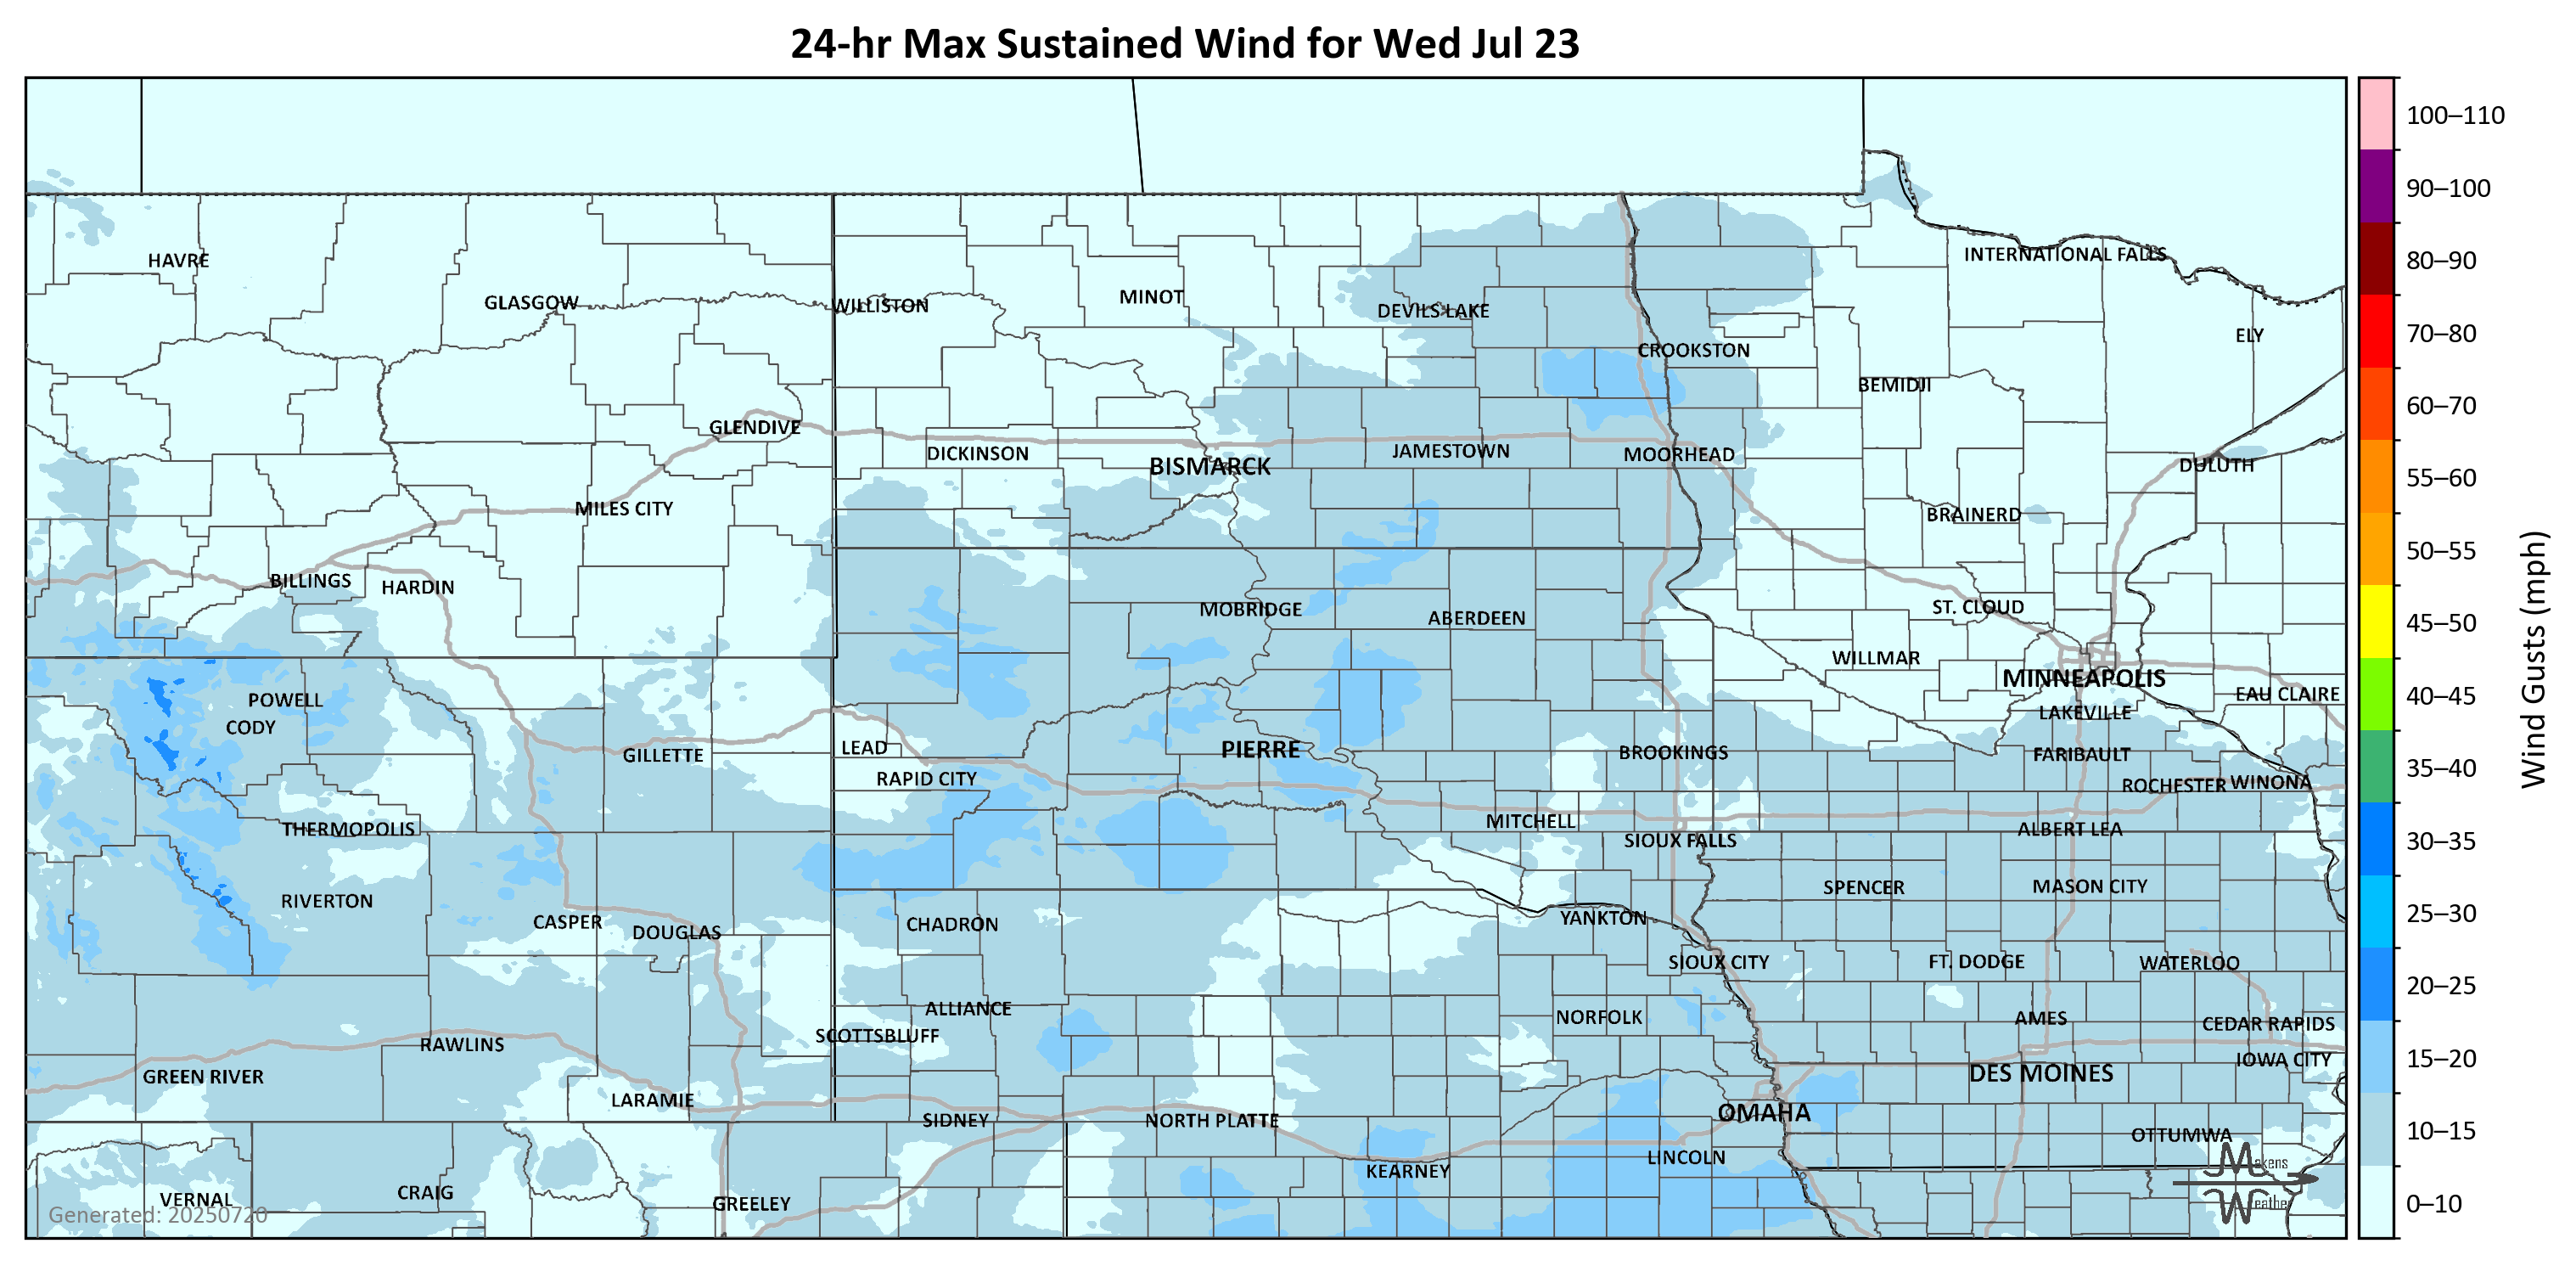 24-hr Max Sustained Wind for Wed Jul 23
100–110
90–100
80–90
70–80
60–70
55–60
50–55
45–50
40–45
35–40
30–35
25–30
20–25
15–20
10–15
0–10
Wind Gusts (mph)
HAVRE
INTERNATIONAL FALLS
GLASGOW
WILLISTON
MINOT
DEVILS LAKE
ELY
CROOKSTON
BEMIDJI
GLENDIVE
DICKINSON
BISMARCK
JAMESTOWN
MOORHEAD
DULUTH
MILES CITY
BRAINERD
BILLINGS
HARDIN
MOBRIDGE
ABERDEEN
ST. CLOUD
WILLMAR
MINNEAPOLIS
EAU CLAIRE
POWELL
CODY
LAKEVILLE
GILLETTE
LEAD
PIERRE
BROOKINGS
FARIBAULT
RAPID CITY
ROCHESTER
WINONA
THERMOPOLIS
MITCHELL
SIOUX FALLS
ALBERT LEA
RIVERTON
SPENCER
MASON CITY
CASPER
DOUGLAS
CHADRON
YANKTON
SIOUX CITY
FT. DODGE
WATERLOO
ALLIANCE
SCOTTSBLUFF
NORFOLK
AMES
CEDAR RAPIDS
RAWLINS
IOWA CITY
GREEN RIVER
DES MOINES
LARAMIE
SIDNEY
NORTH PLATTE
OMAHA
OTTUMWA
KEARNEY
LINCOLN
VERNAL
CRAIG
GREELEY
Generated: 20250720
Makens
Weather